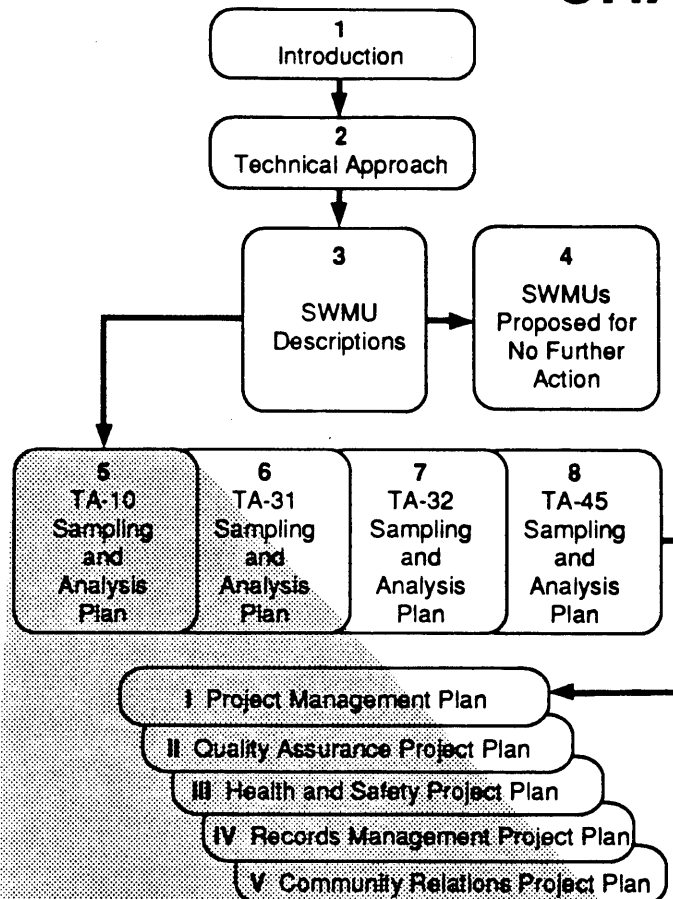 1
Introduction
2
Technical Approach
3
SWMU
Descriptions
4
SWMUs
Proposed for
No Further
Action
5
TA-10
Sampling
and
Analysis
Plan
6
TA-31
Sampling
and
Analysis
Plan
7
TA-32
Sampling
and
Analysis
Plan
8
TA-45
Sampling
and
Analysis
Plan
I Project Management Plan
II Quality Assurance Project Plan
III Health and Safety Project Plan
IV Records Management Project Plan
V Community Relations Project Plan